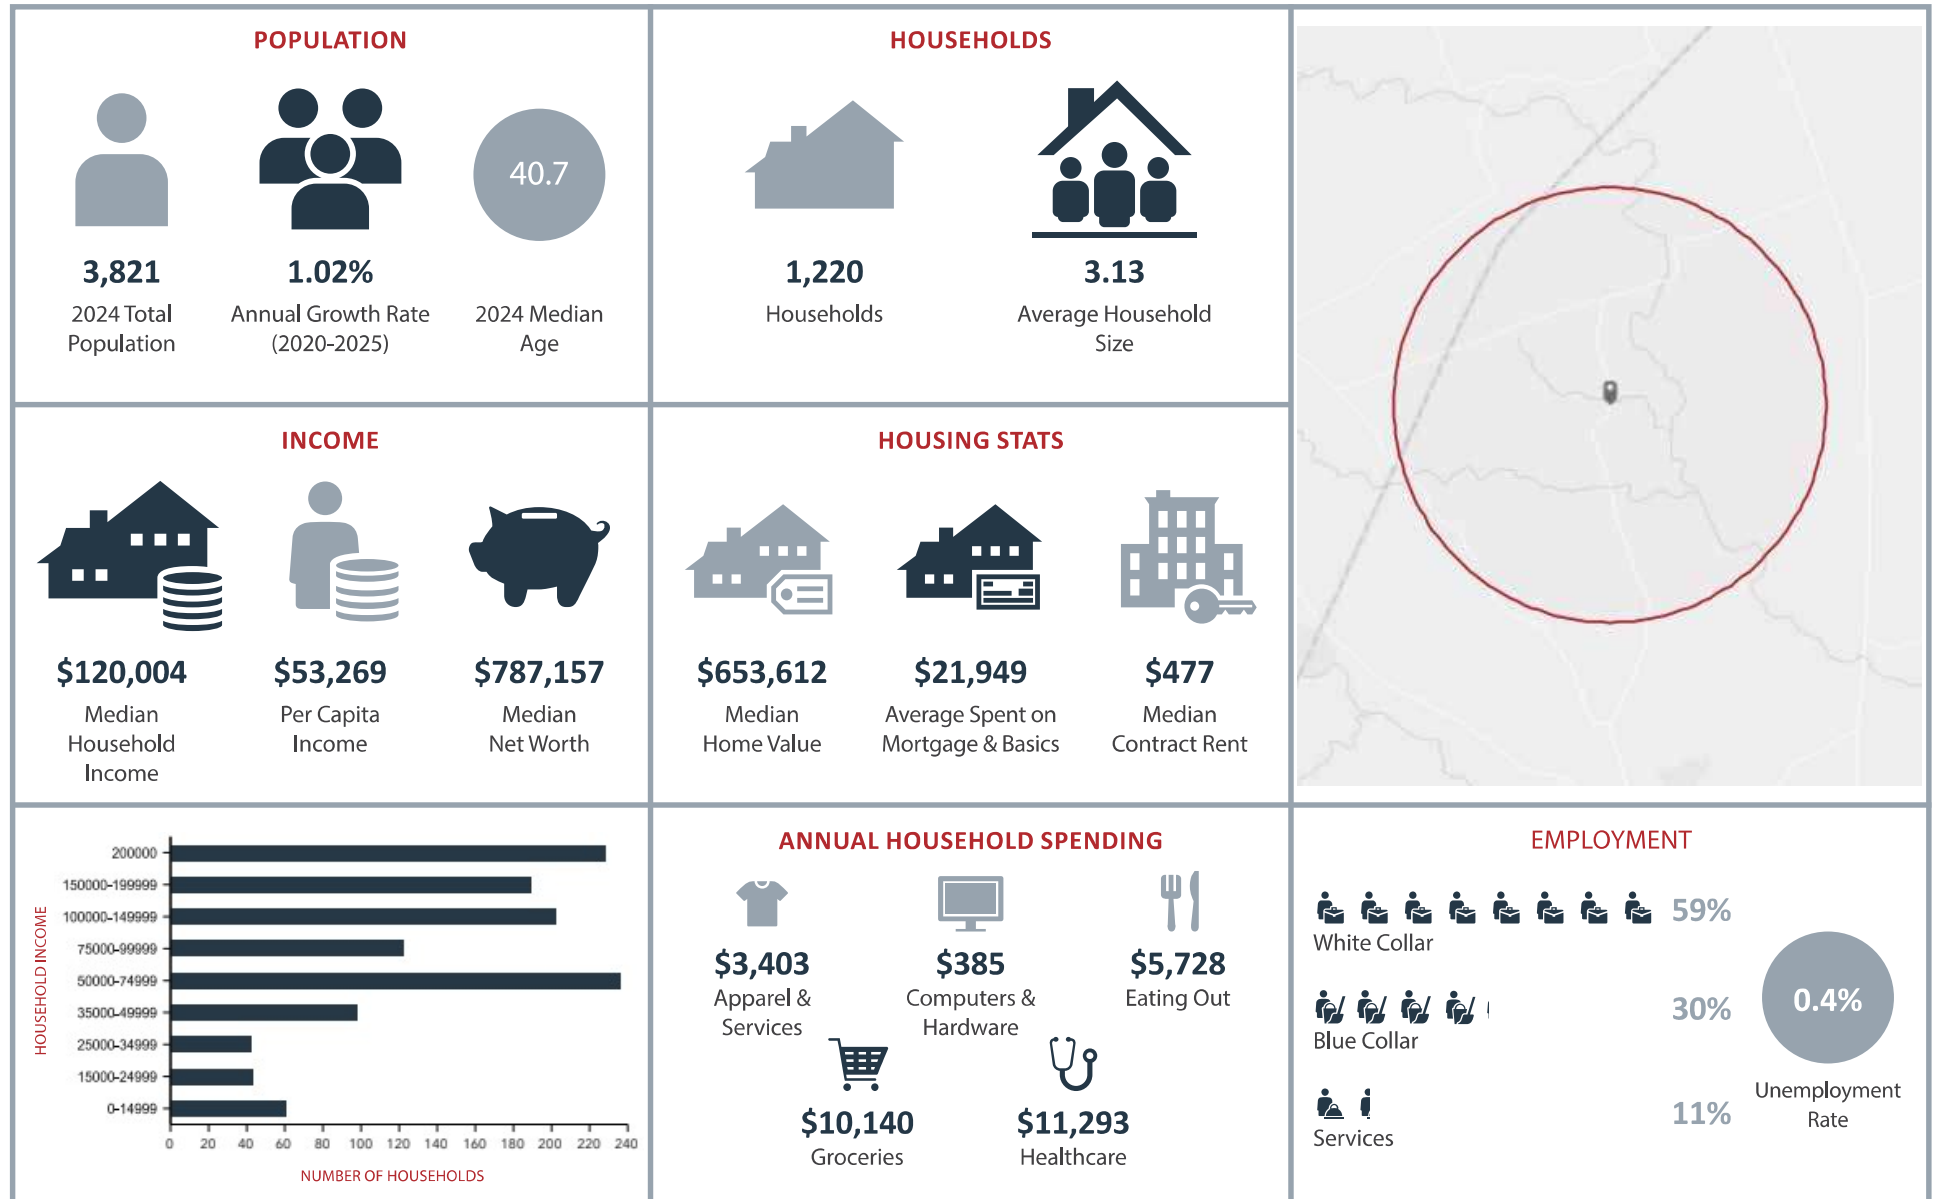 POPULATION
40.7
3,821
2024 Total
Population
1.02%
Annual Growth Rate
(2020-2025)
2024 Median
Age
HOUSEHOLDS
1,220
Households
3.13
Average Household
Size
INCOME
$120,004
Median
Household
Income
$53,269
Per Capita
Income
$787,157
Median
Net Worth
HOUSING STATS
$653,612
Median
Home Value
$21,949
Average Spent on
Mortgage & Basics
$477
Median
Contract Rent
HOUSEHOLD INCOME
200000
150000-199999
100000-149999
75000-99999
50000-74999
35000-49999
25000-34999
15000-24999
0-14999
0 20 40 60 80 100 120 140 160 180 200 220 240
NUMBER OF HOUSEHOLDS
ANNUAL HOUSEHOLD SPENDING
$3,403
Apparel &
Services
$385
Computers &
Hardware
$5,728
Eating Out
$10,140
Groceries
$11,293
Healthcare
EMPLOYMENT
59%
White Collar
30%
Blue Collar
11%
Services
0.4%
Unemployment
Rate